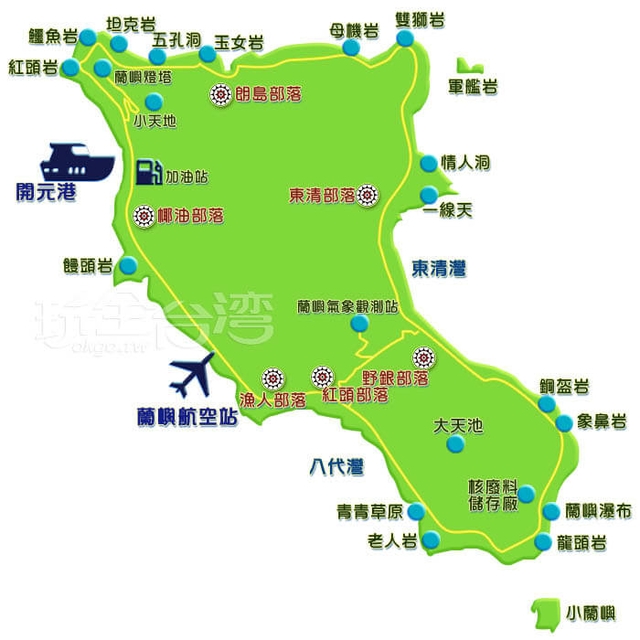 坦克岩
鱷魚岩
五孔洞
玉女岩
母機岩
雙獅岩
紅頭岩
蘭嶼燈塔
軍艦岩
朗島部落
小天地
情人洞
加油站
開元港
東清部落
一線天
椰油部落
饅頭岩
東清灣
玩全台湾
okgo.tw
蘭嶼氣象觀測站
野銀部落
漁人部落
紅頭部落
鋼盔岩
蘭嶼航空站
大天池
象鼻岩
八代灣
核廢料
儲存廠
青青草原
蘭嶼瀑布
老人岩
龍頭岩
小蘭嶼